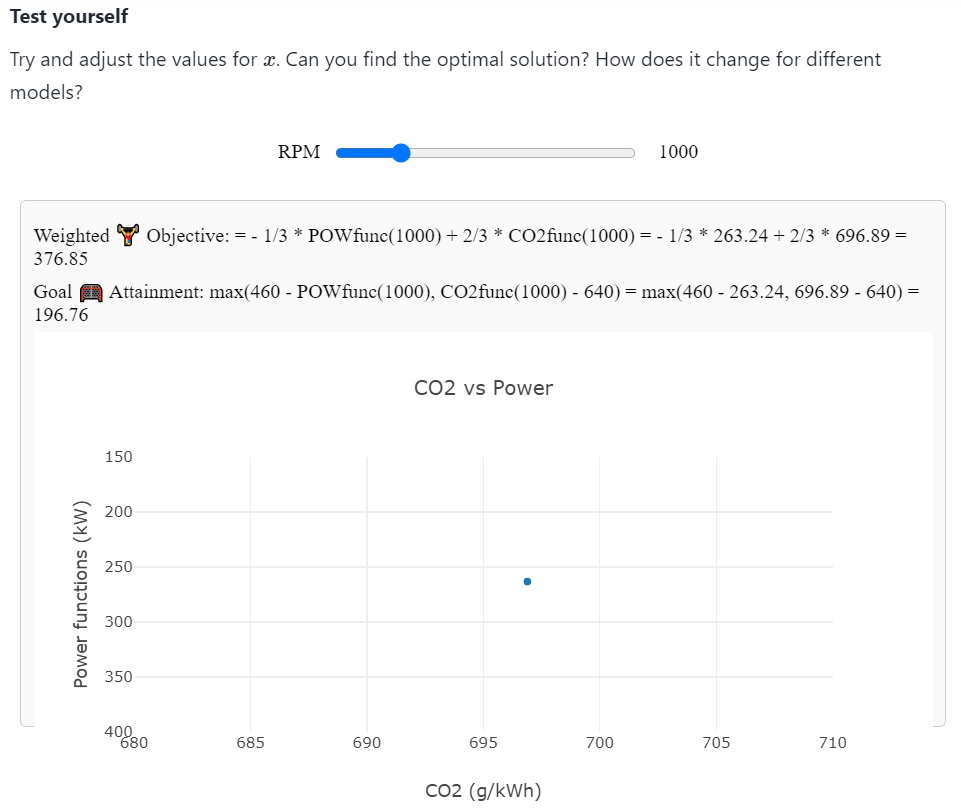 Test yourself
Try and adjust the values for x. Can you find the optimal solution? How does it change for different
models?
RPM 1000
Weighted 🏋 Objective: = - 1/3 * POWfunc(1000) + 2/3 * CO2func(1000) = - 1/3 * 263.24 + 2/3 * 696.89 =
376.85
Goal 🥅 Attainment: max(460 - POWfunc(1000), CO2func(1000) - 640) = max(460 - 263.24, 696.89 - 640) =
196.76
CO2 vs Power
150
200
250
300
350
400
Power functions (kW)
680 685 690 695 700 705 710
CO2 (g/kWh)